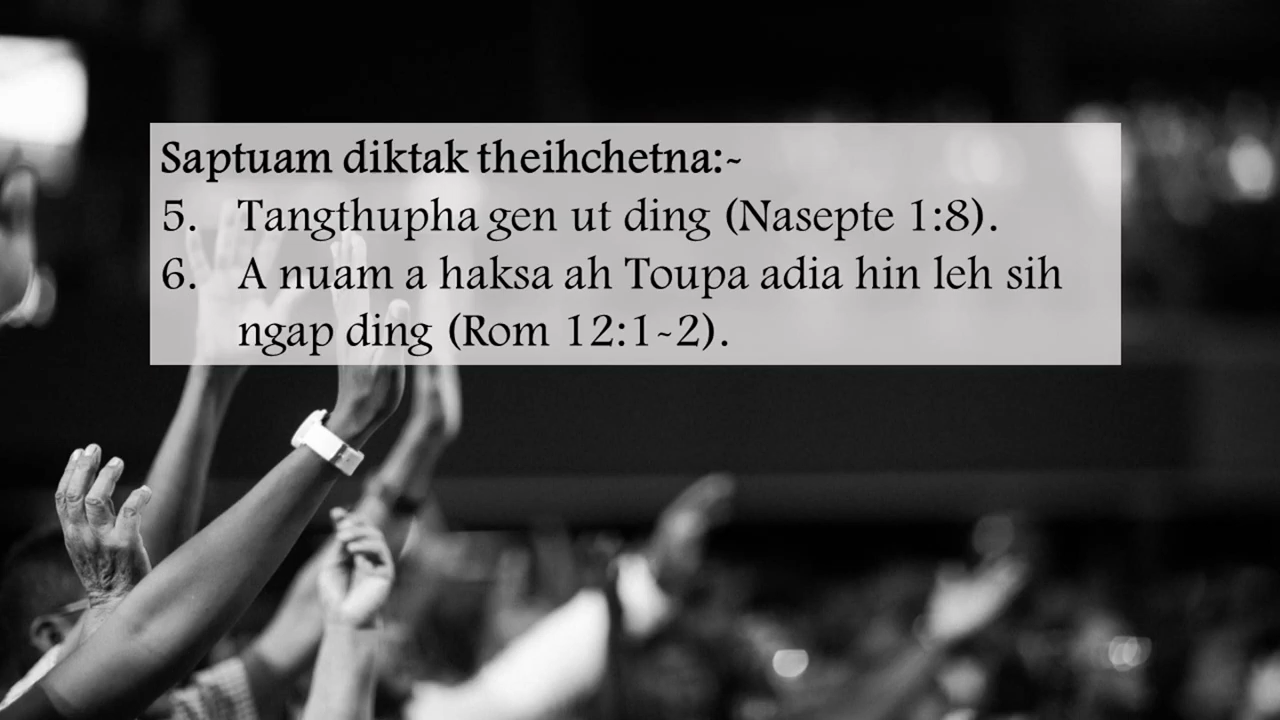 Saptuam diktak theihchetna:-
5. Tangthupha gen ut ding (Nasepte 1:8).
6. A nuam a haksa ah Toupa adia hin leh sih
ngap ding (Rom 12:1-2).